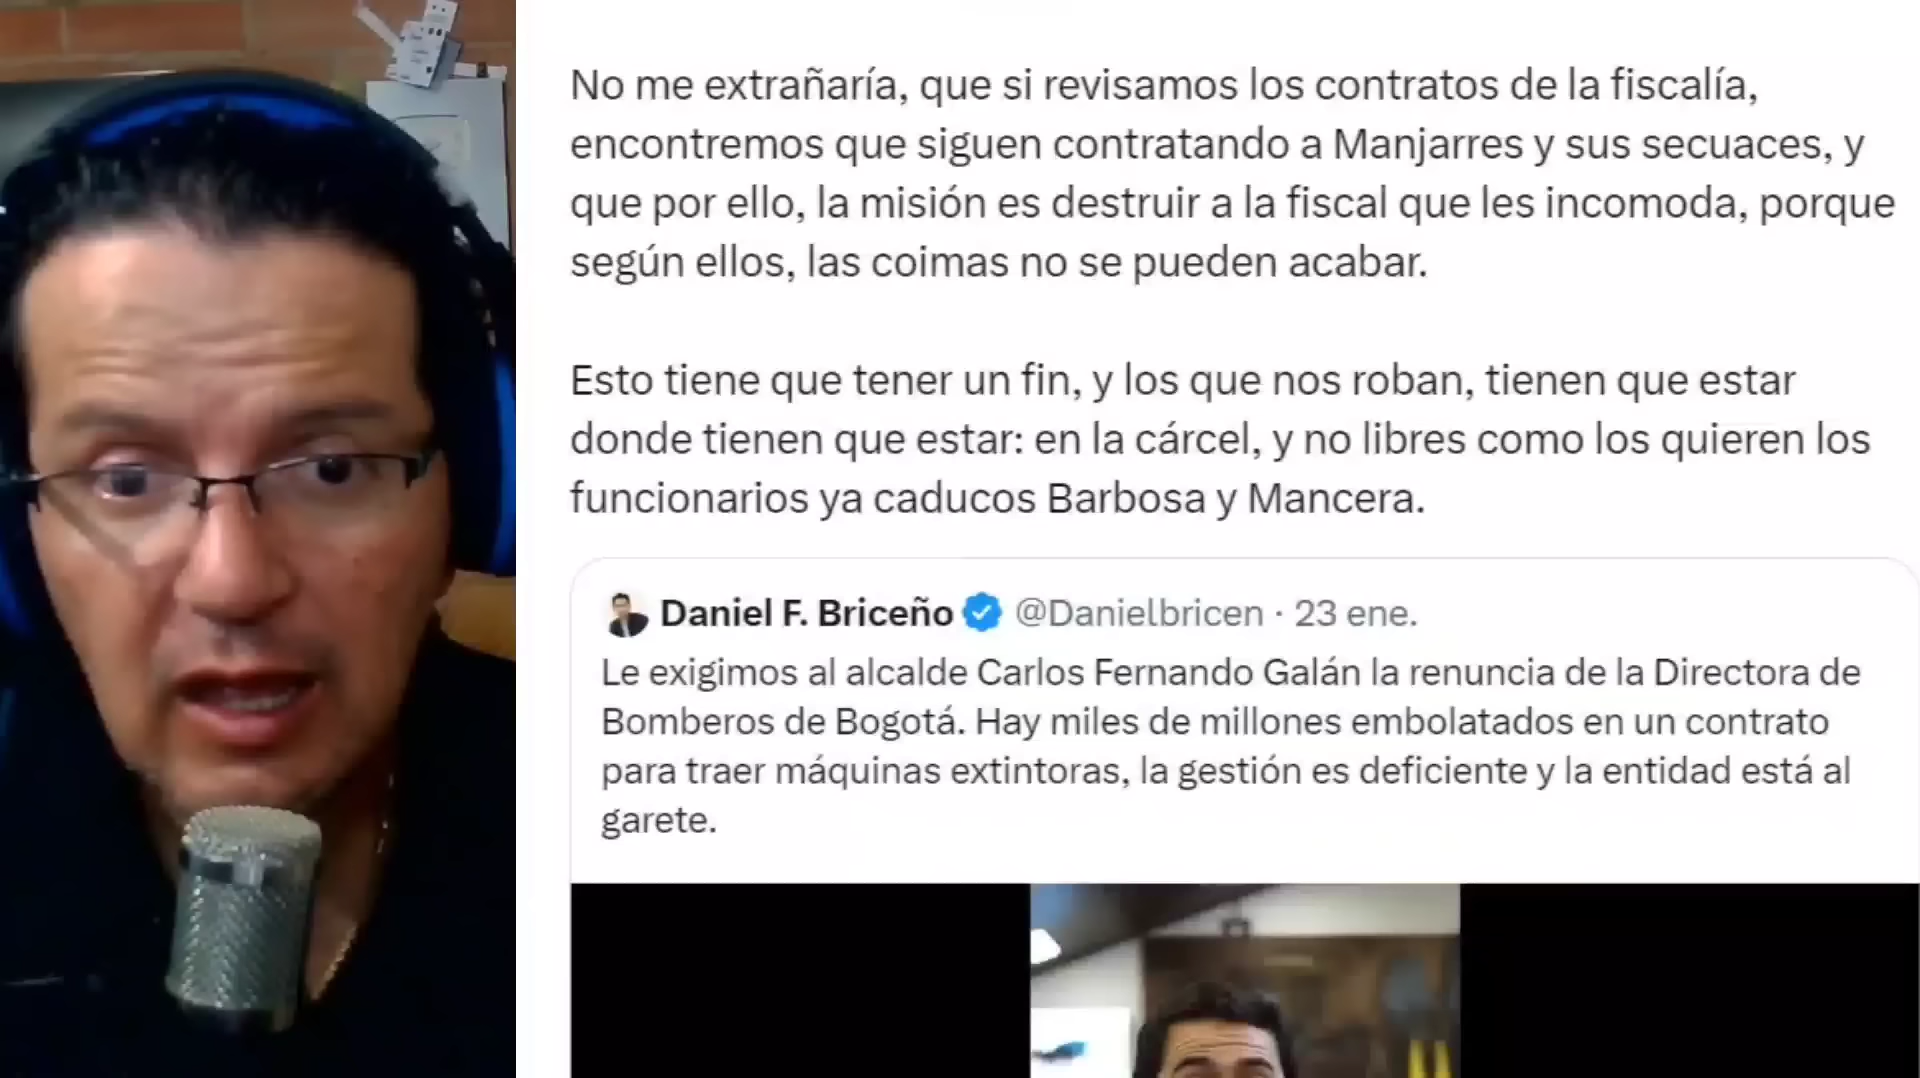 No me extrañaría, que si revisamos los contratos de la fiscalía,
encontremos que siguen contratando a Manjarres y sus secuaces, y
que por ello, la misión es destruir a la fiscal que les incomoda, porque
según ellos, las coimas no se pueden acabar.
Esto tiene que tener un fin, y los que nos roban, tienen que estar
donde tienen que estar: en la cárcel, y no libres como los quieren los
funcionarios ya caducos Barbosa y Mancera.
Daniel F. Briceño @Danielbricen · 23 ene.
Le exigimos al alcalde Carlos Fernando Galán la renuncia de la Directora de
Bomberos de Bogotá. Hay miles de millones embolatados en un contrato
para traer máquinas extintoras, la gestión es deficiente y la entidad está al
garete.